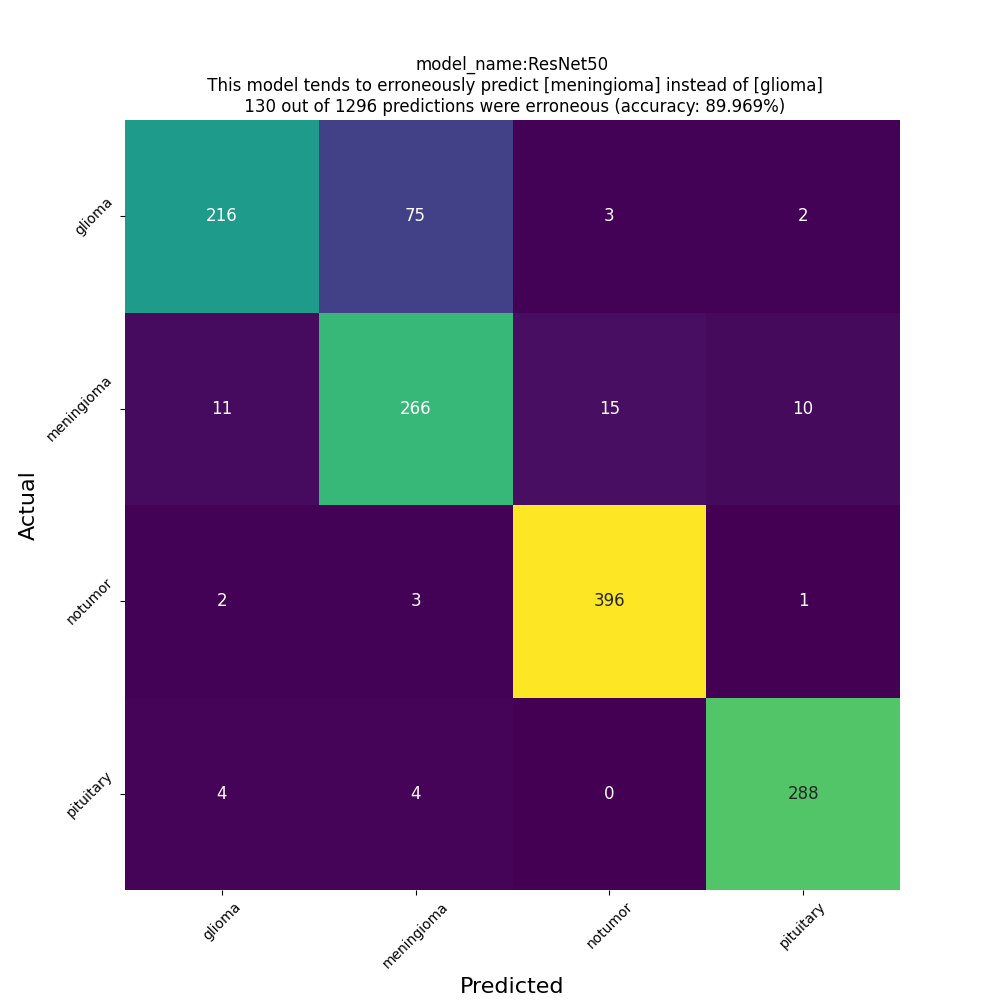 model_name:ResNet50
This model tends to erroneously predict [meningioma] instead of [glioma]
130 out of 1296 predictions were erroneous (accuracy: 89.969%)
glioma
216 75 3 2
meningioma
11 266 15 10
Actual
notumor
2 3 396 1
pituitary
4 4 0 288
glioma meningioma notumor pituitary
Predicted